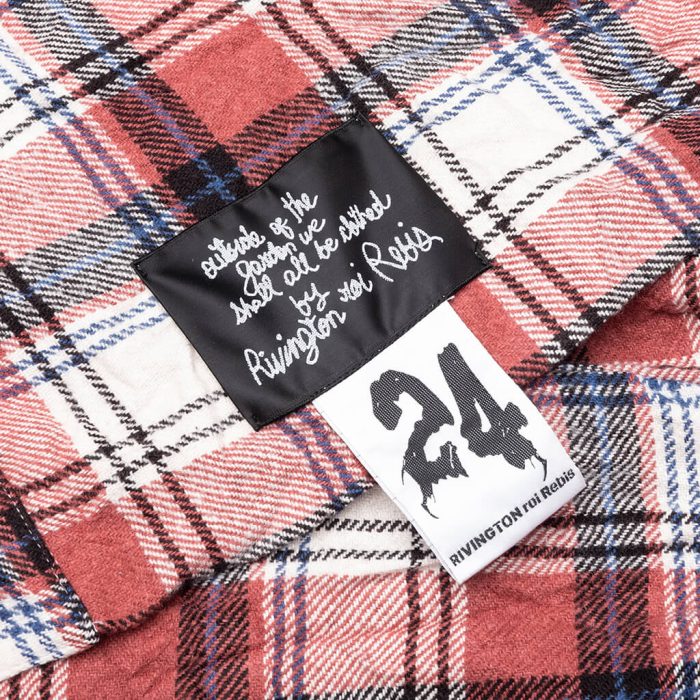 outside of the
garden we
shall all be clothed
by
Rivington roi Rebis
24
RIVINGTON roi Rebis